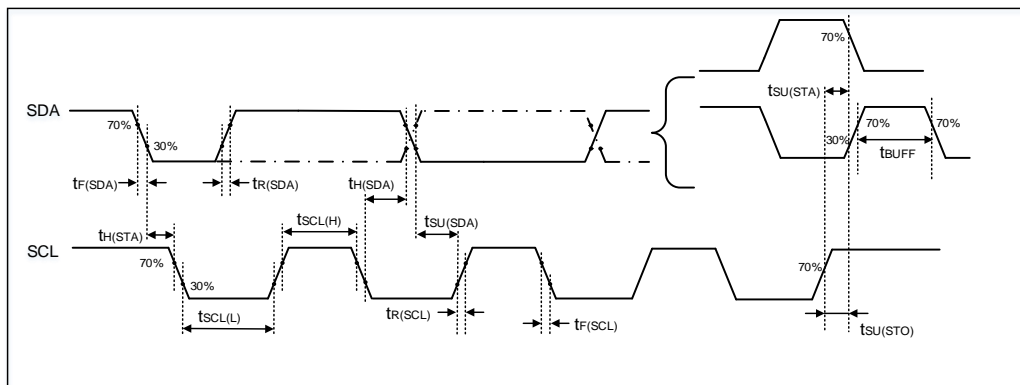 70%
tSU(STA)
SDA
70%
30%
30%
70%
70%
tBUFF
tF(SDA)
tR(SDA)
tH(SDA)
tH(STA)
tSCL(H)
tSU(SDA)
SCL
70%
30%
70%
tSCL(L)
tR(SCL)
tF(SCL)
tSU(STO)